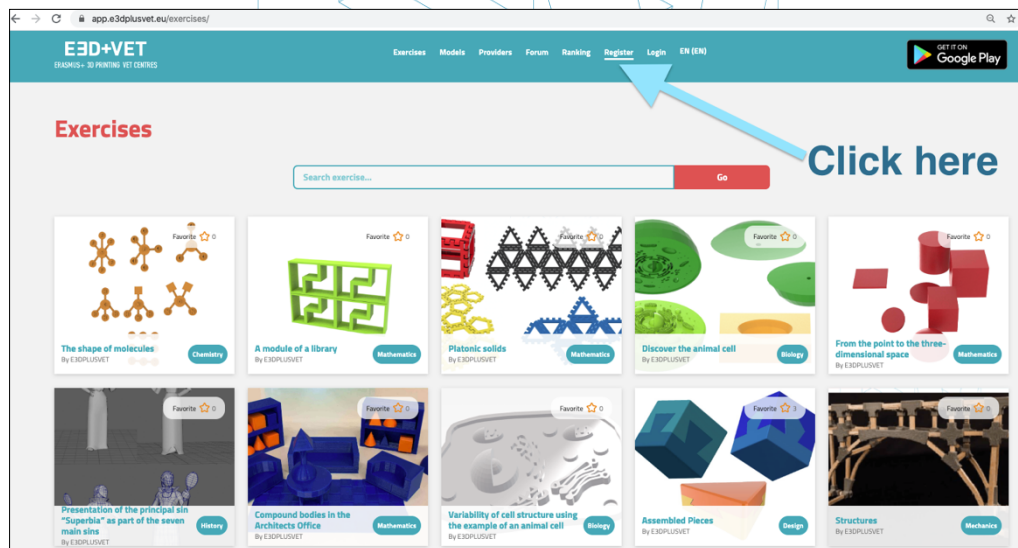 app.e3dplusvet.eu/exercises/
E3D+VET
ERASMUS+ 3D PRINTING VET CENTRES
Exercises Models Providers Forum Ranking Register Login EN (EN)
GET IT ON
Google Play
Exercises
Click here
Search exercise...
Go
Favorite 0
Favorite 0
Favorite 0
Favorite 0
Favorite 0
The shape of molecules
By E3DPLUSVET
Chemistry
A module of a library
By E3DPLUSVET
Mathematics
Platonic solids
By E3DPLUSVET
Mathematics
Discover the animal cell
By E3DPLUSVET
Biology
From the point to the three-
dimensional space
By E3DPLUSVET
Mathematics
Favorite 0
Favorite 0
Favorite 0
Favorite 3
Favorite 0
Presentation of the principal sin
"Superbia" as part of the seven
main sins
By E3DPLUSVET
History
Compound bodies in the
Architects Office
By E3DPLUSVET
Mathematics
Variability of cell structure using
the example of an animal cell
By E3DPLUSVET
Biology
Assembled Pieces
By E3DPLUSVET
Design
Structures
By E3DPLUSVET
Mechanics